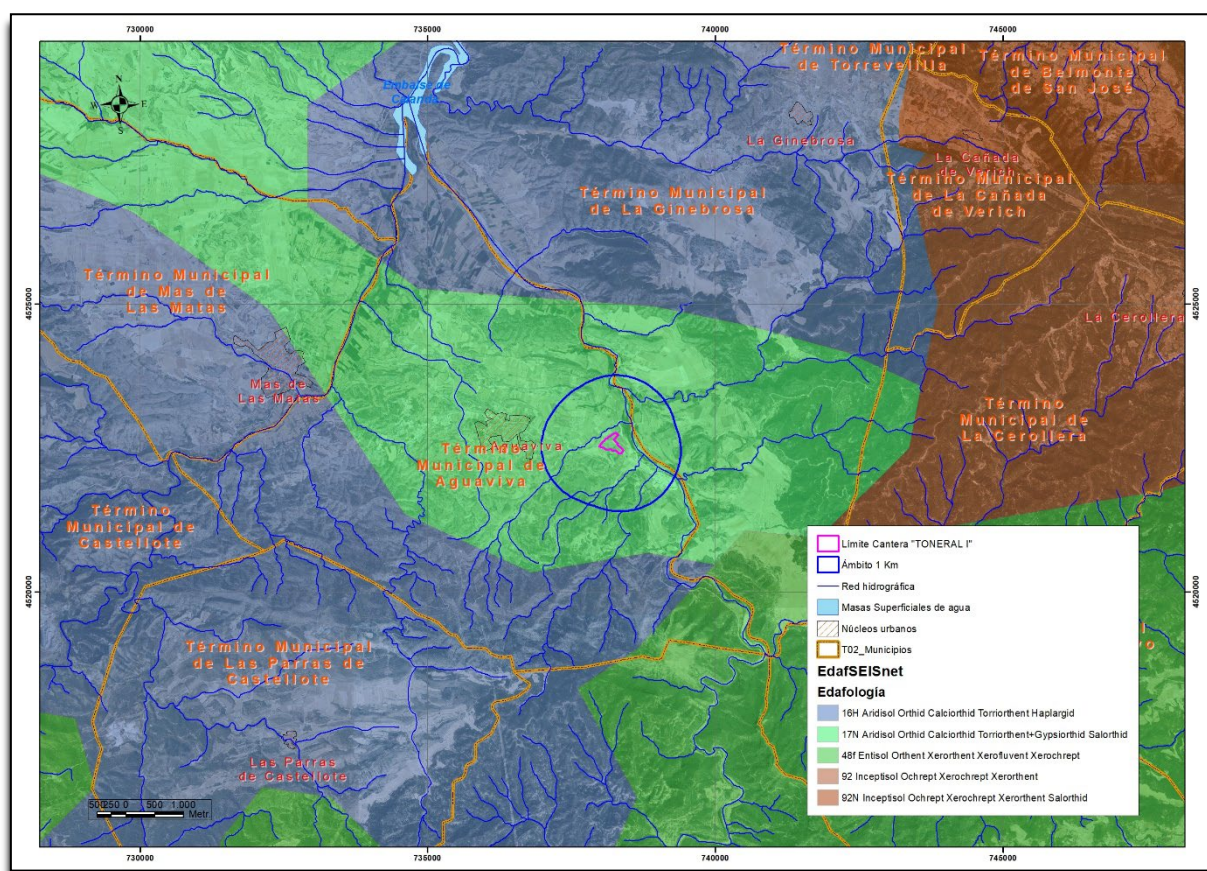 730000
735000
740000
745000
Término Municipal
de Torrevelilla
Término Municipal
de Belmonte
de San José
Embalse de
Calanda
N
W
E
S
La Ginebrosa
La Cañada
de Verich
Término Municipal
de La Ginebrosa
Término Municipal
de La Cañada
de Verich
Término Municipal
de Mas de
Las Matas
4525000
4525000
La Cerollera
Mas de
Las Matas
Término
Municipal de
La Cerollera
Aguaviva
Término
Municipal de
Aguaviva
Término
Municipal de
Castellote
4520000
4520000
Término Municipal
de Las Parras de
Castellote
Las Parras
de Castellote
500 250 0 500 1.000
Metr
Límite Cantera "TONERAL I"
Ámbito 1 Km
Red hidrográfica
Masas Superficiales de agua
Núcleos urbanos
T02_Municipios
EdafSEISnet
Edafología
16H Aridisol Orthid Calciorthid Torriorthent Haplargid
17N Aridisol Orthid Calciorthid Torriorthent+Gypsiorthid Salorthid
48f Entisol Orthent Xerorthent Xerofluvent Xerochrept
92 Inceptisol Ochrept Xerochrept Xerorthent
92N Inceptisol Ochrept Xerochrept Xerorthent Salorthid
730000
735000
740000
745000